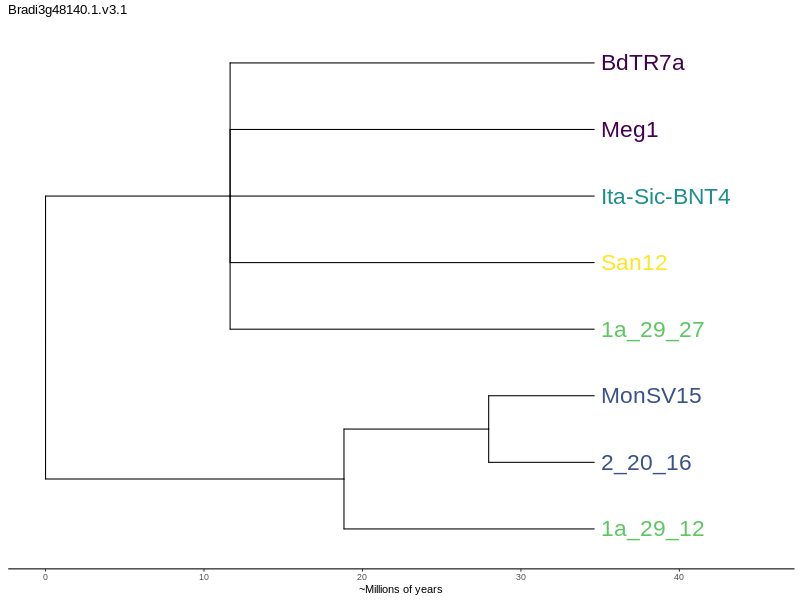 Bradi3g48140.1.v3.1
BdTR7a
Meg1
Ita-Sic-BNT4
San12
1a_29_27
MonSV15
2_20_16
1a_29_12
0 10 20 30 40
~Millions of years